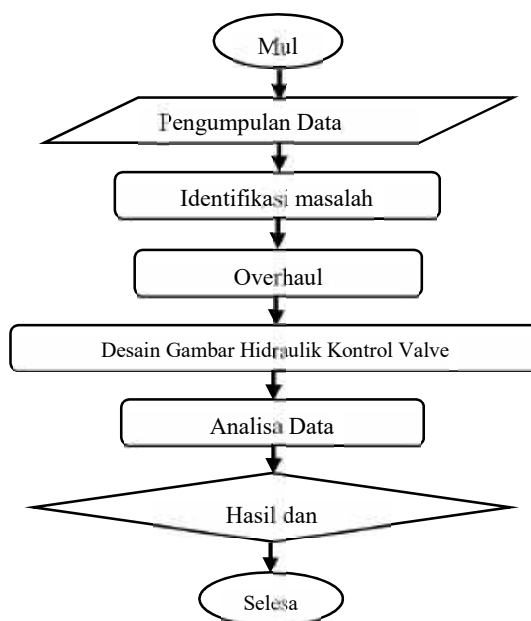 Mul
Pengumpulan Data
Identifikasi masalah
Overhaul
Desain Gambar Hidraulik Kontrol Valve
Analisa Data
Hasil dan
Selesa